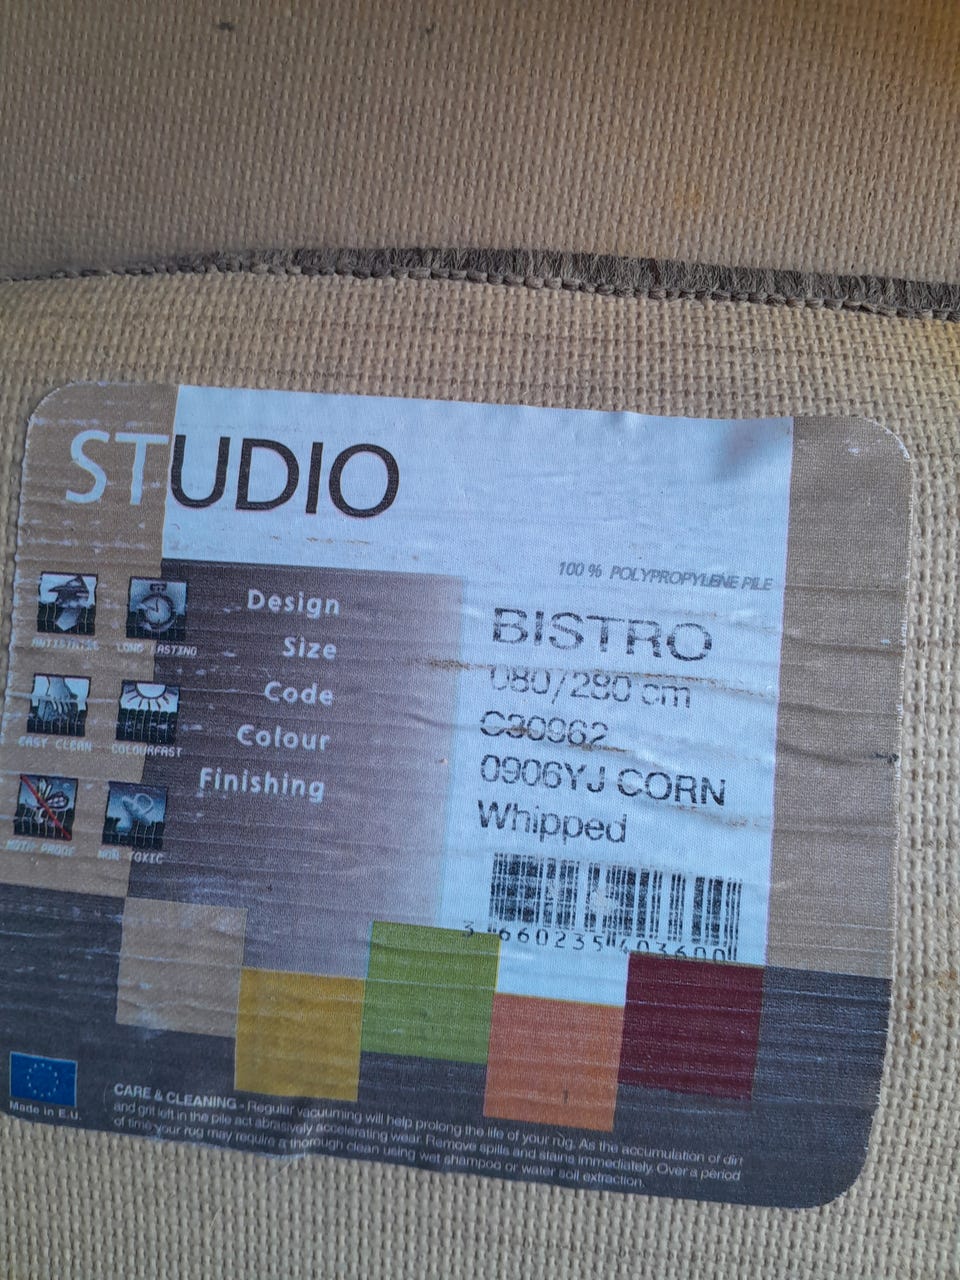 STUDIO
100 % POLYPROPYLENE PILE
Design BISTRO
Size 080/280 cm
Code C30962
Colour 0906YJ CORN
Finishing Whipped
ANTISTATIC LONG LASTING
EASY CLEAN COLOURFAST
MOTH PROOF NON TOXIC
3 660235 403600
Made in E.U.
CARE & CLEANING - Regular vacuuming will help prolong the life of your rug. As the accumulation of dirt
and grit left in the pile act abrasively accelerating wear. Remove spills and stains immediately. Over a period
of time your rug may require a thorough clean using wet shampoo or water soil extraction.